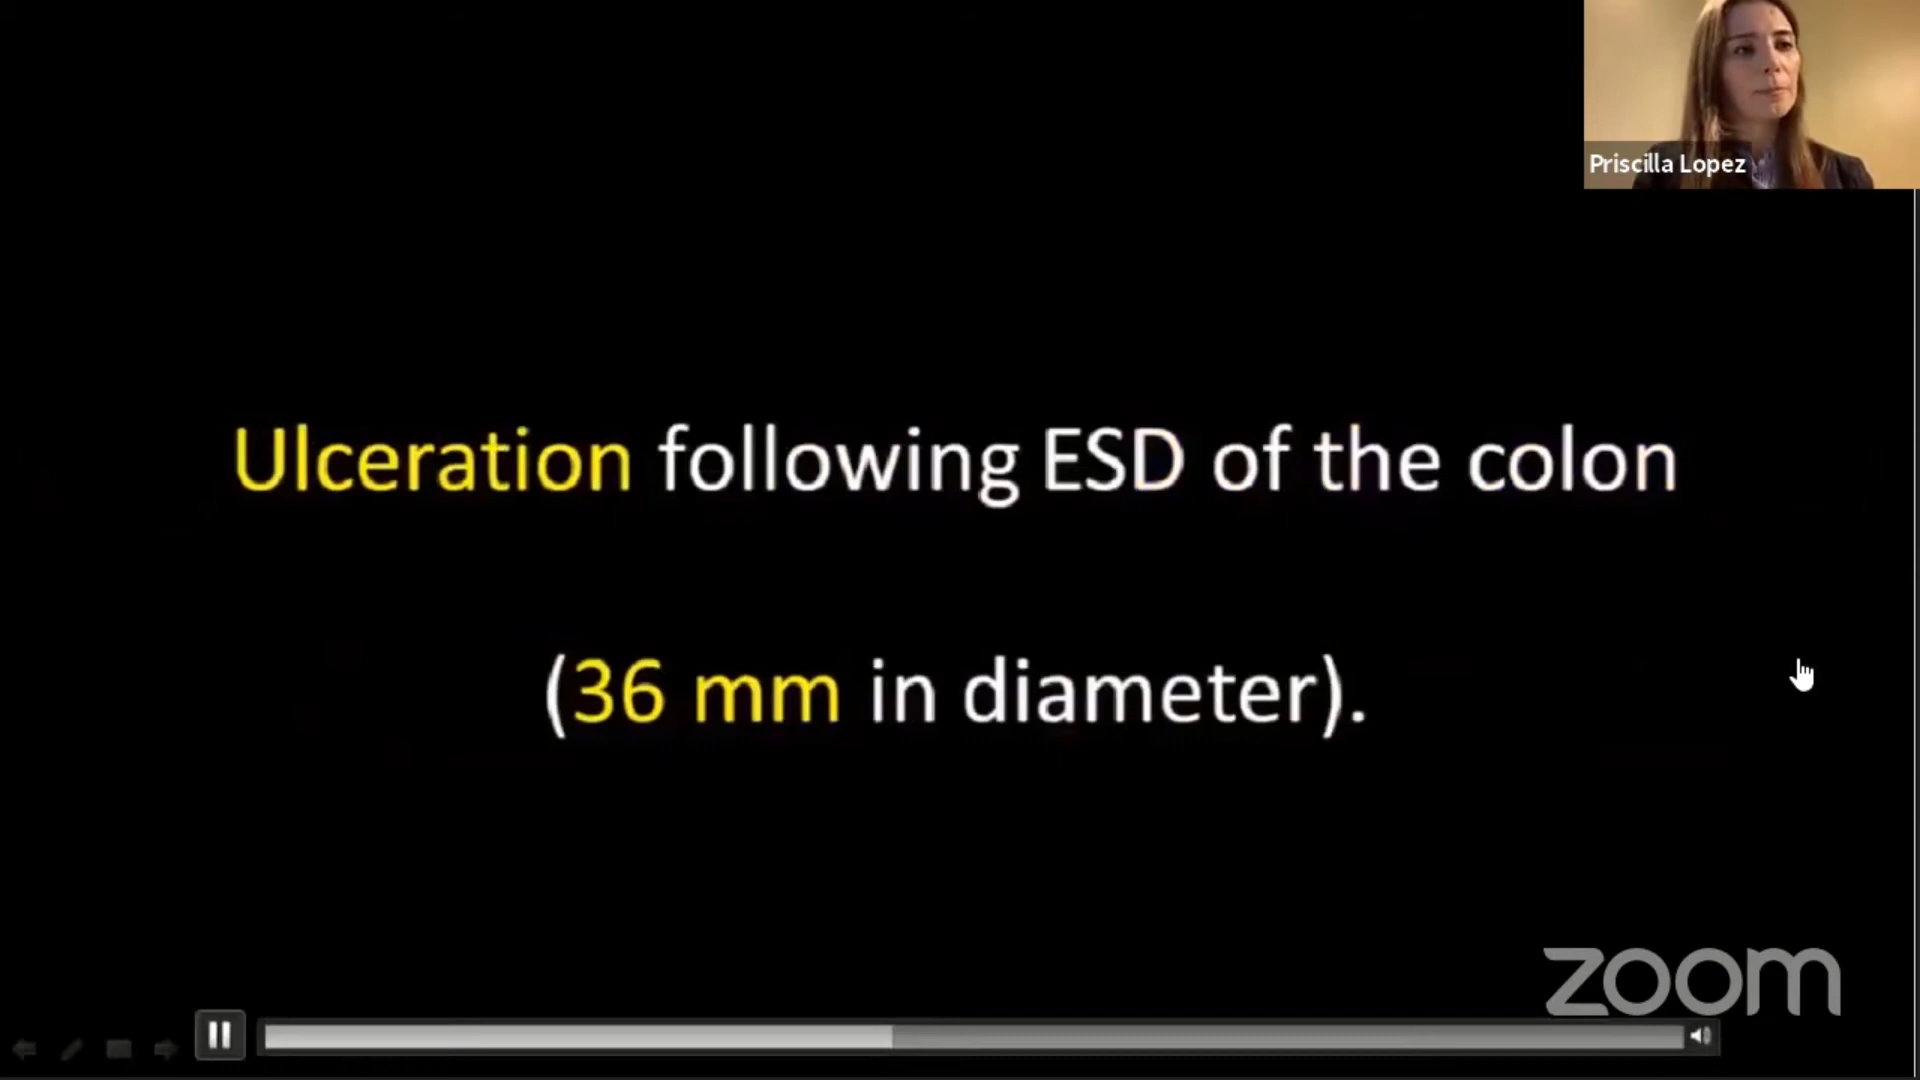 Priscilla Lopez
Ulceration following ESD of the colon
(36 mm in diameter).
zoom